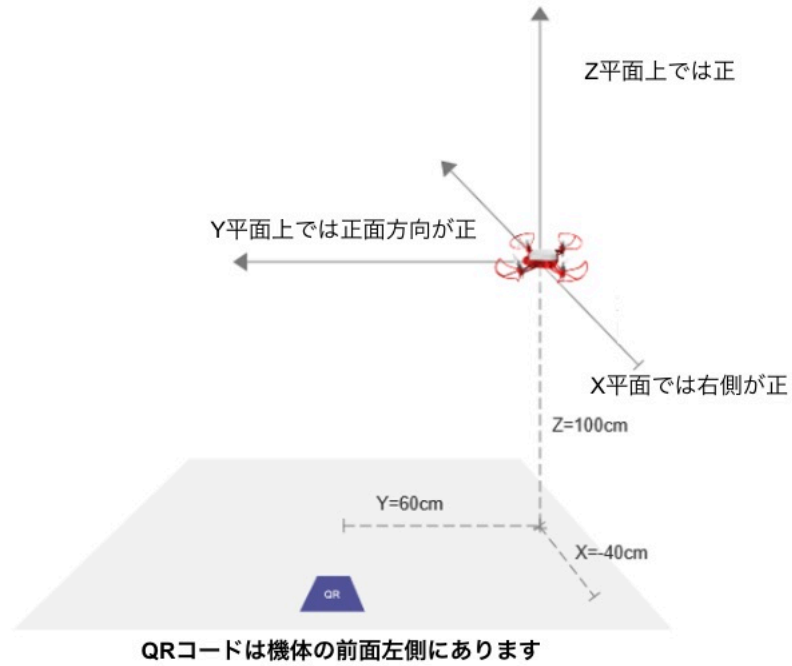 Z平面上では正
Y平面上では正面方向が正
X平面では右側が正
Z=100cm
Y=60cm
X=-40cm
QR
QRコードは機体の前面左側にあります